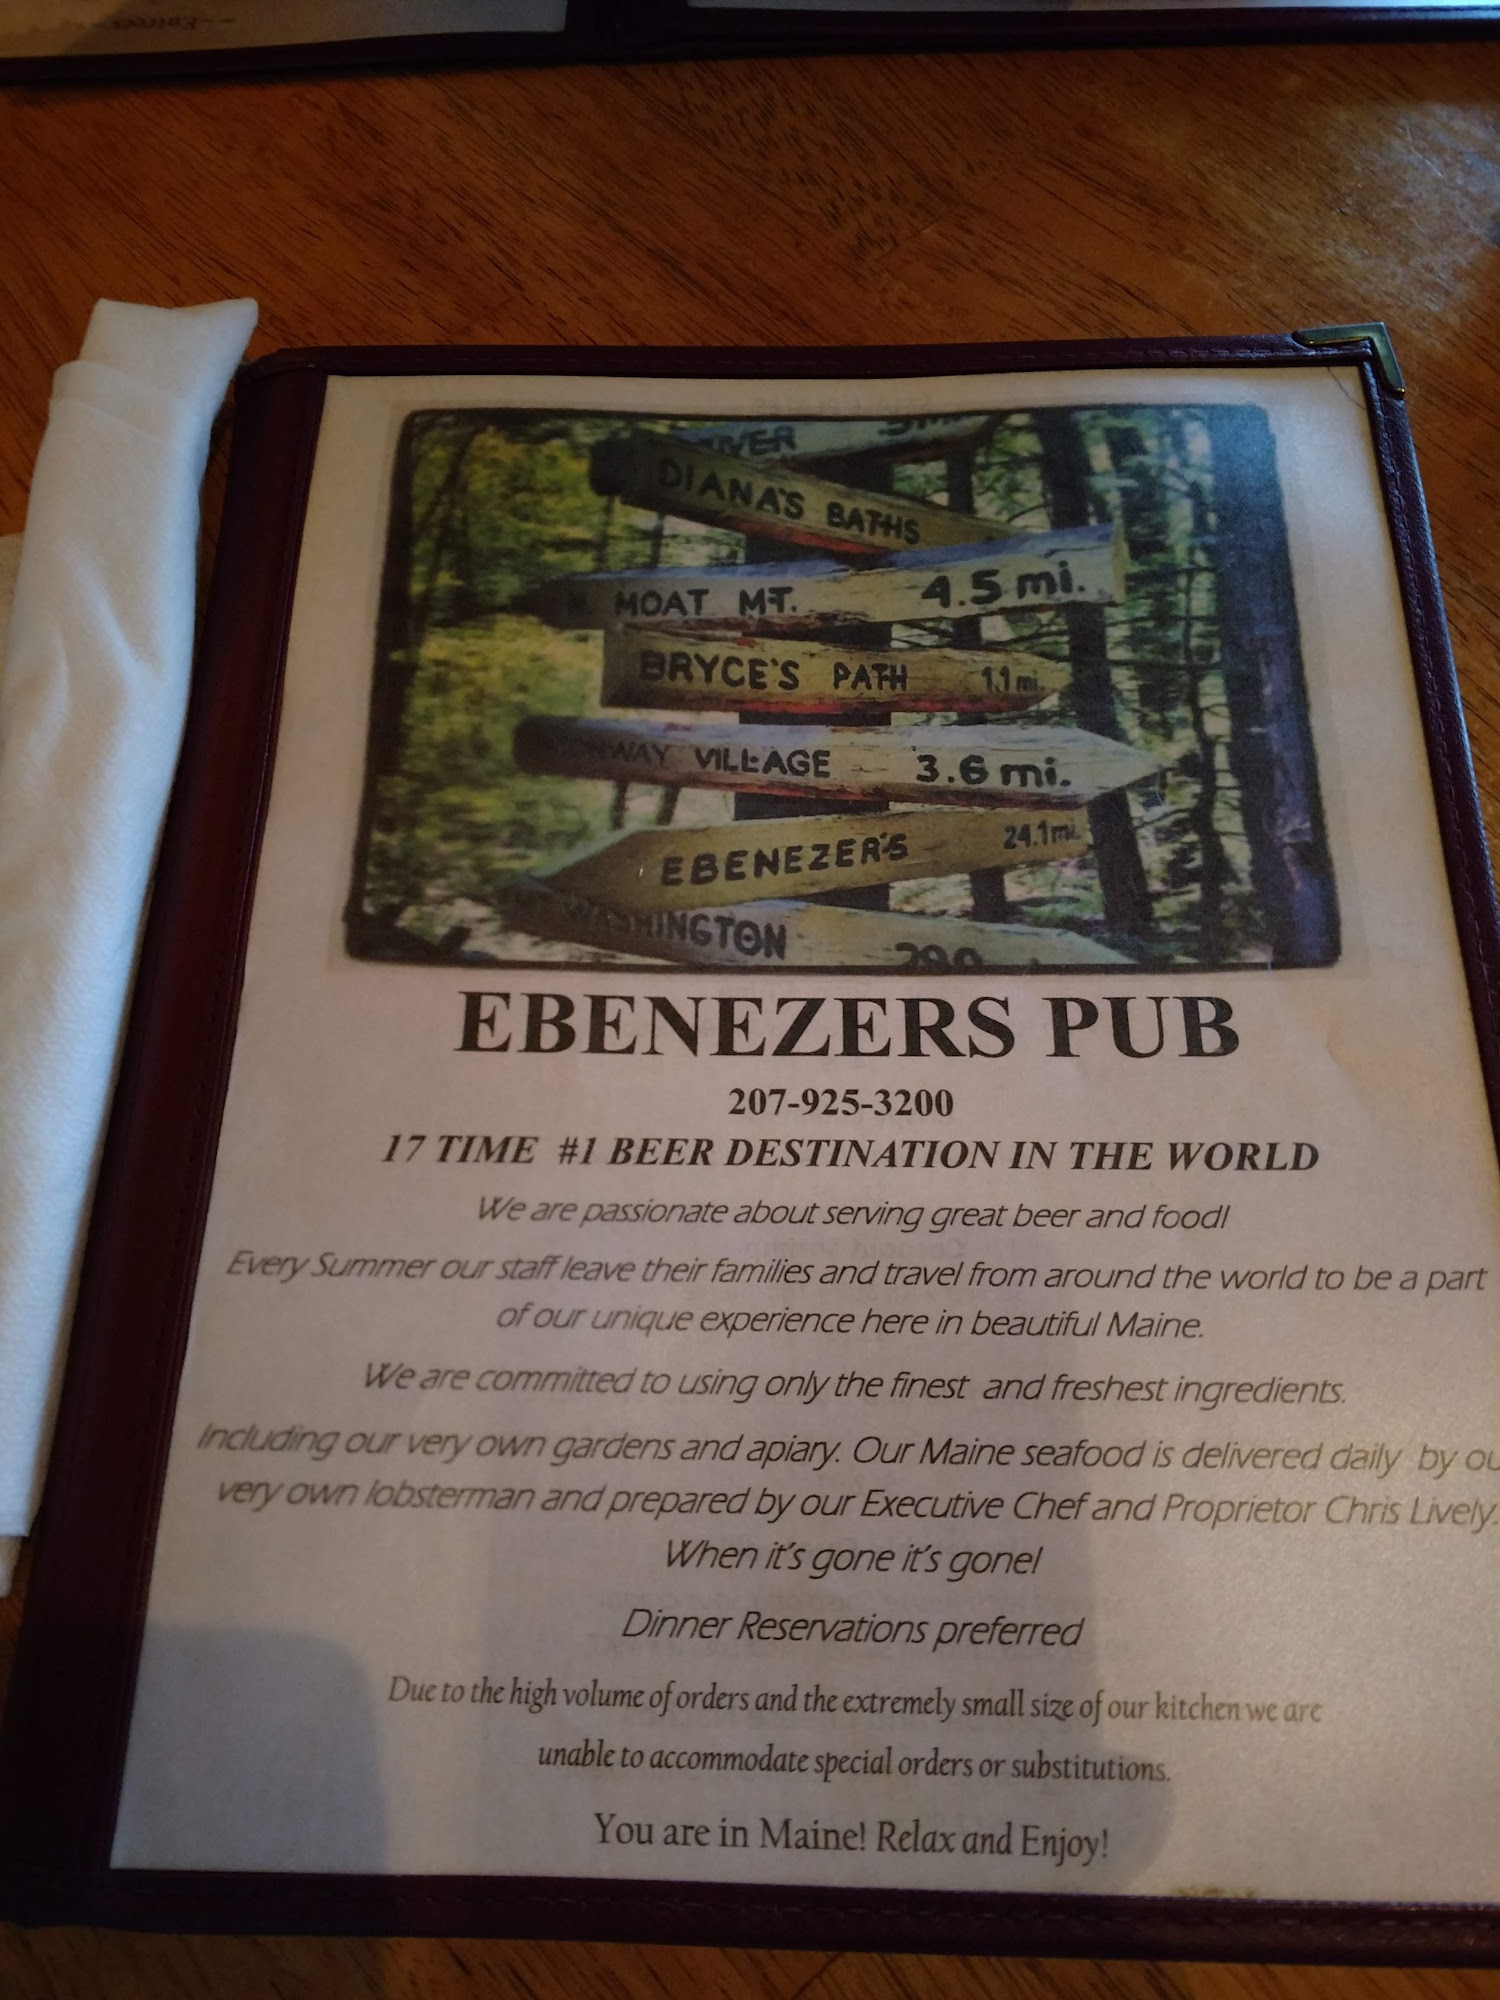 DIANA'S BATHS
MOAT MT. 4.5 mi.
BRYCE'S PATH 1.1 mi.
VILLAGE 3.6 mi.
EBENEZER'S 24.1 mi.
WASHINGTON
EBENEZERS PUB
207-925-3200
17 TIME #1 BEER DESTINATION IN THE WORLD
We are passionate about serving great beer and food!
Every Summer our staff leave their families and travel from around the world to be a part
of our unique experience here in beautiful Maine.
We are committed to using only the finest and freshest ingredients.
Including our very own gardens and apiary. Our Maine seafood is delivered daily by ou
very own lobsterman and prepared by our Executive Chef and Proprietor Chris Lively.
When it's gone it's gone!
Dinner Reservations preferred
Due to the high volume of orders and the extremely small size of our kitchen we are
unable to accommodate special orders or substitutions.
You are in Maine! Relax and Enjoy!